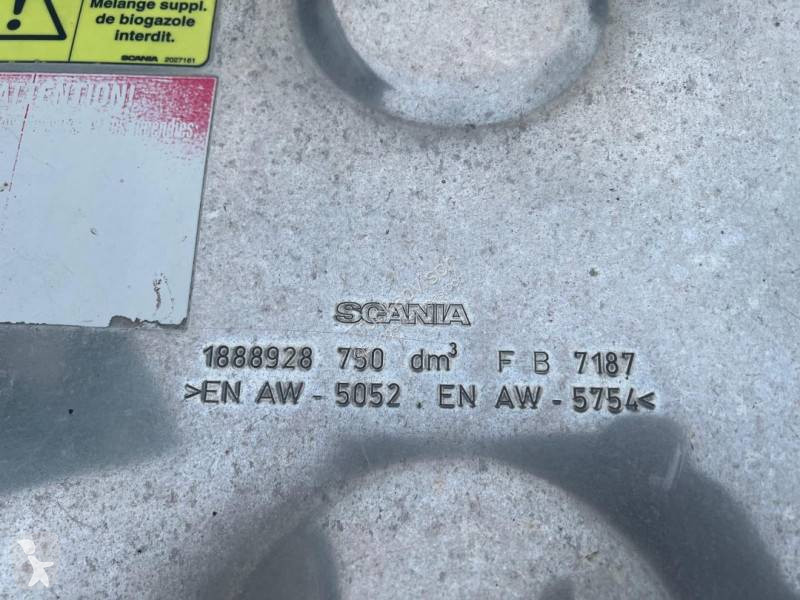 Mélange suppl.
de biogazole
interdit.
SCANIA 2027161
ATTENTION!
SCANIA
1888928 750 dm³ F B 7187
>EN AW - 5052 . EN AW - 5754<